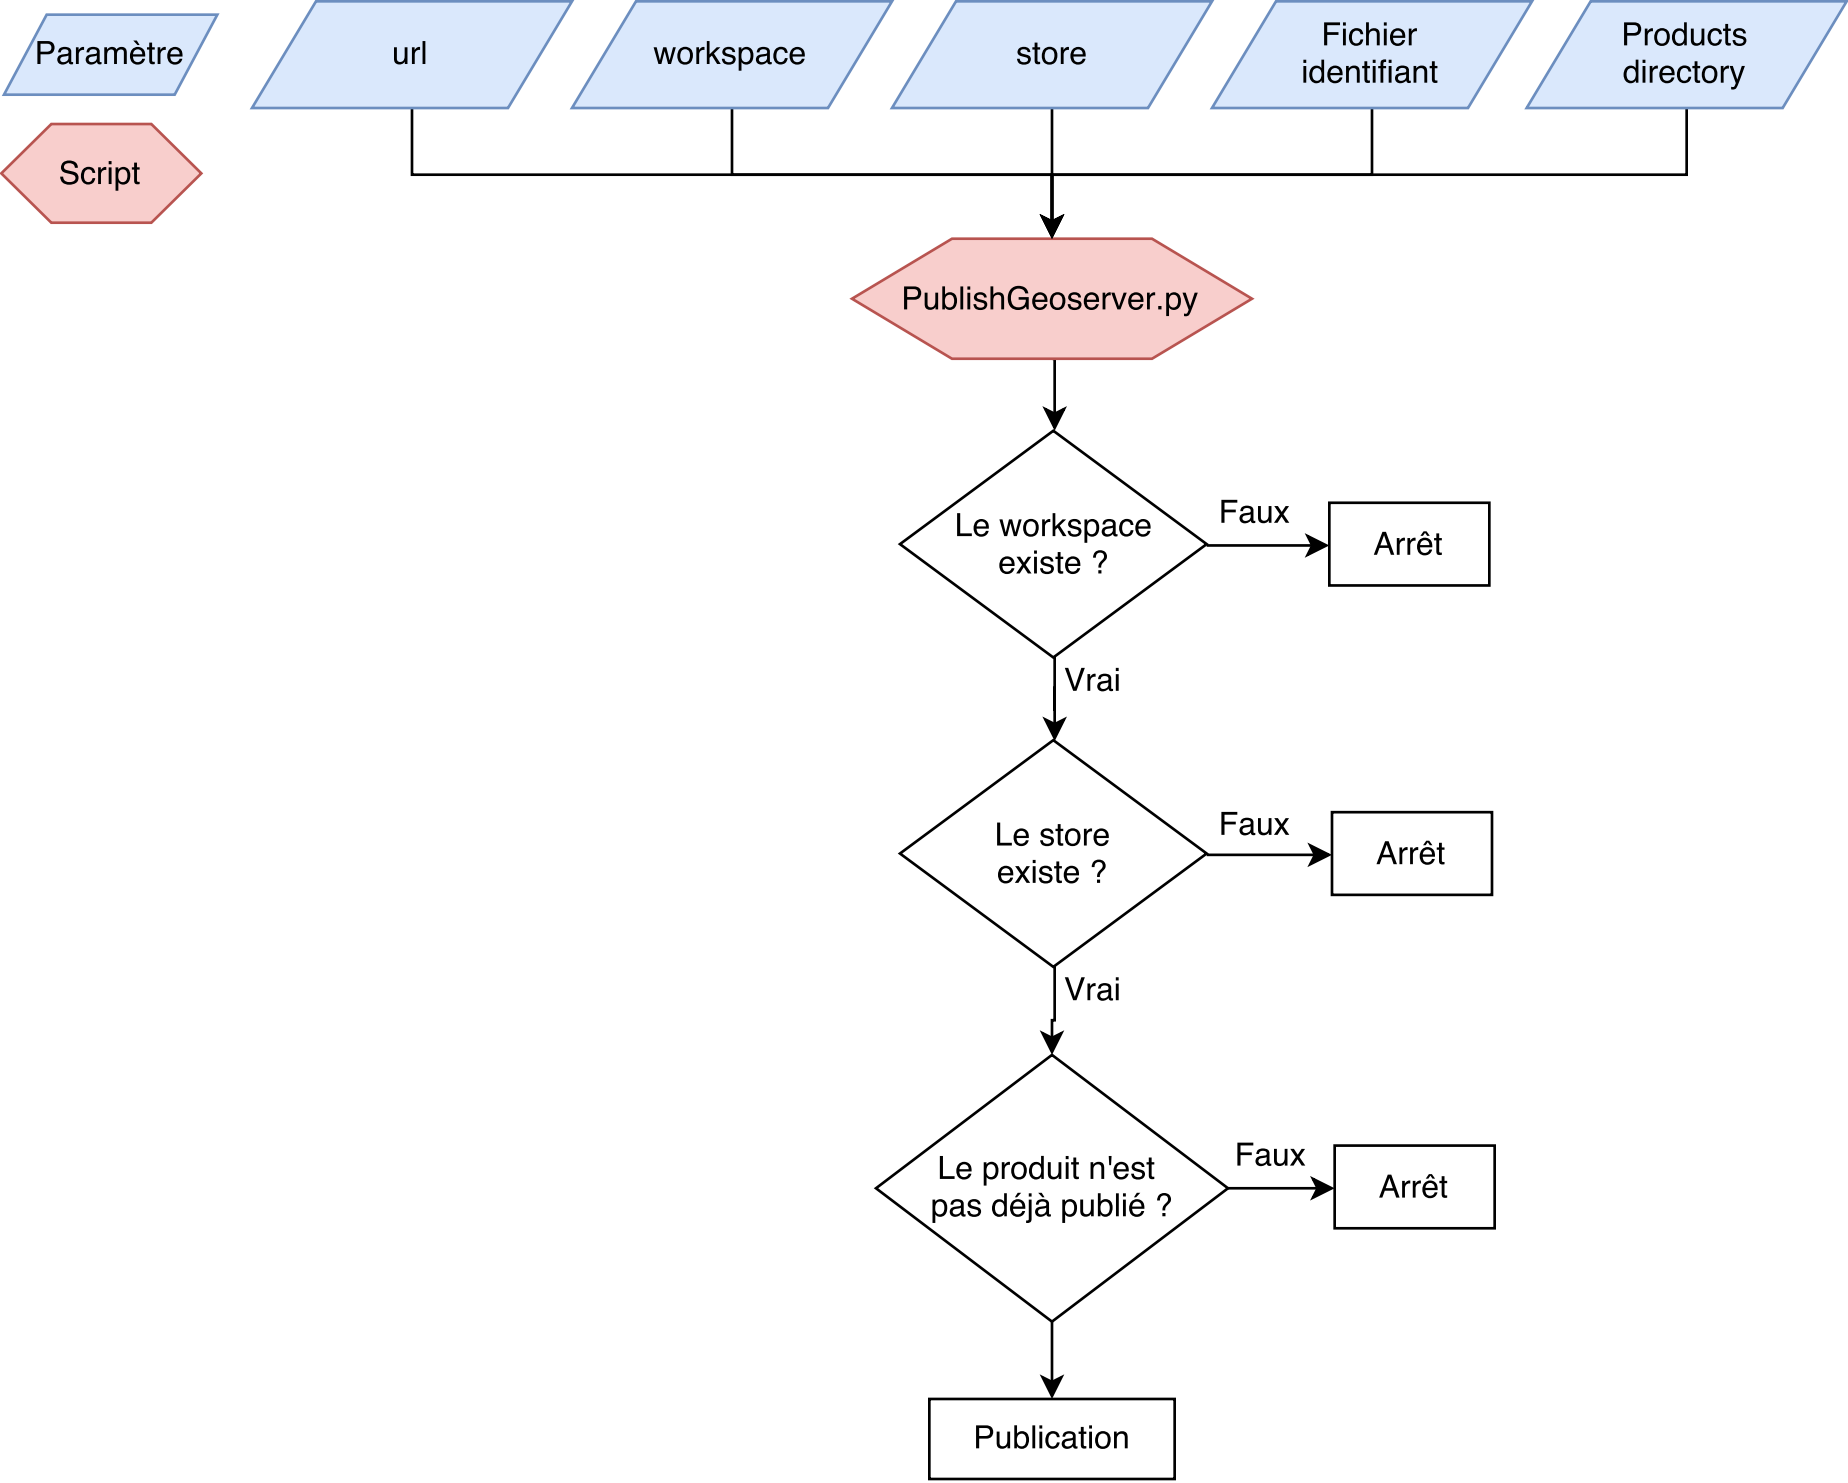 Paramètre
url
workspace
store
Fichier
identifiant
Products
directory
Script
PublishGeoserver.py
Le workspace
existe ?
Faux
Arrêt
Vrai
Le store
existe ?
Faux
Arrêt
Vrai
Le produit n'est
pas déjà publié ?
Faux
Arrêt
Publication